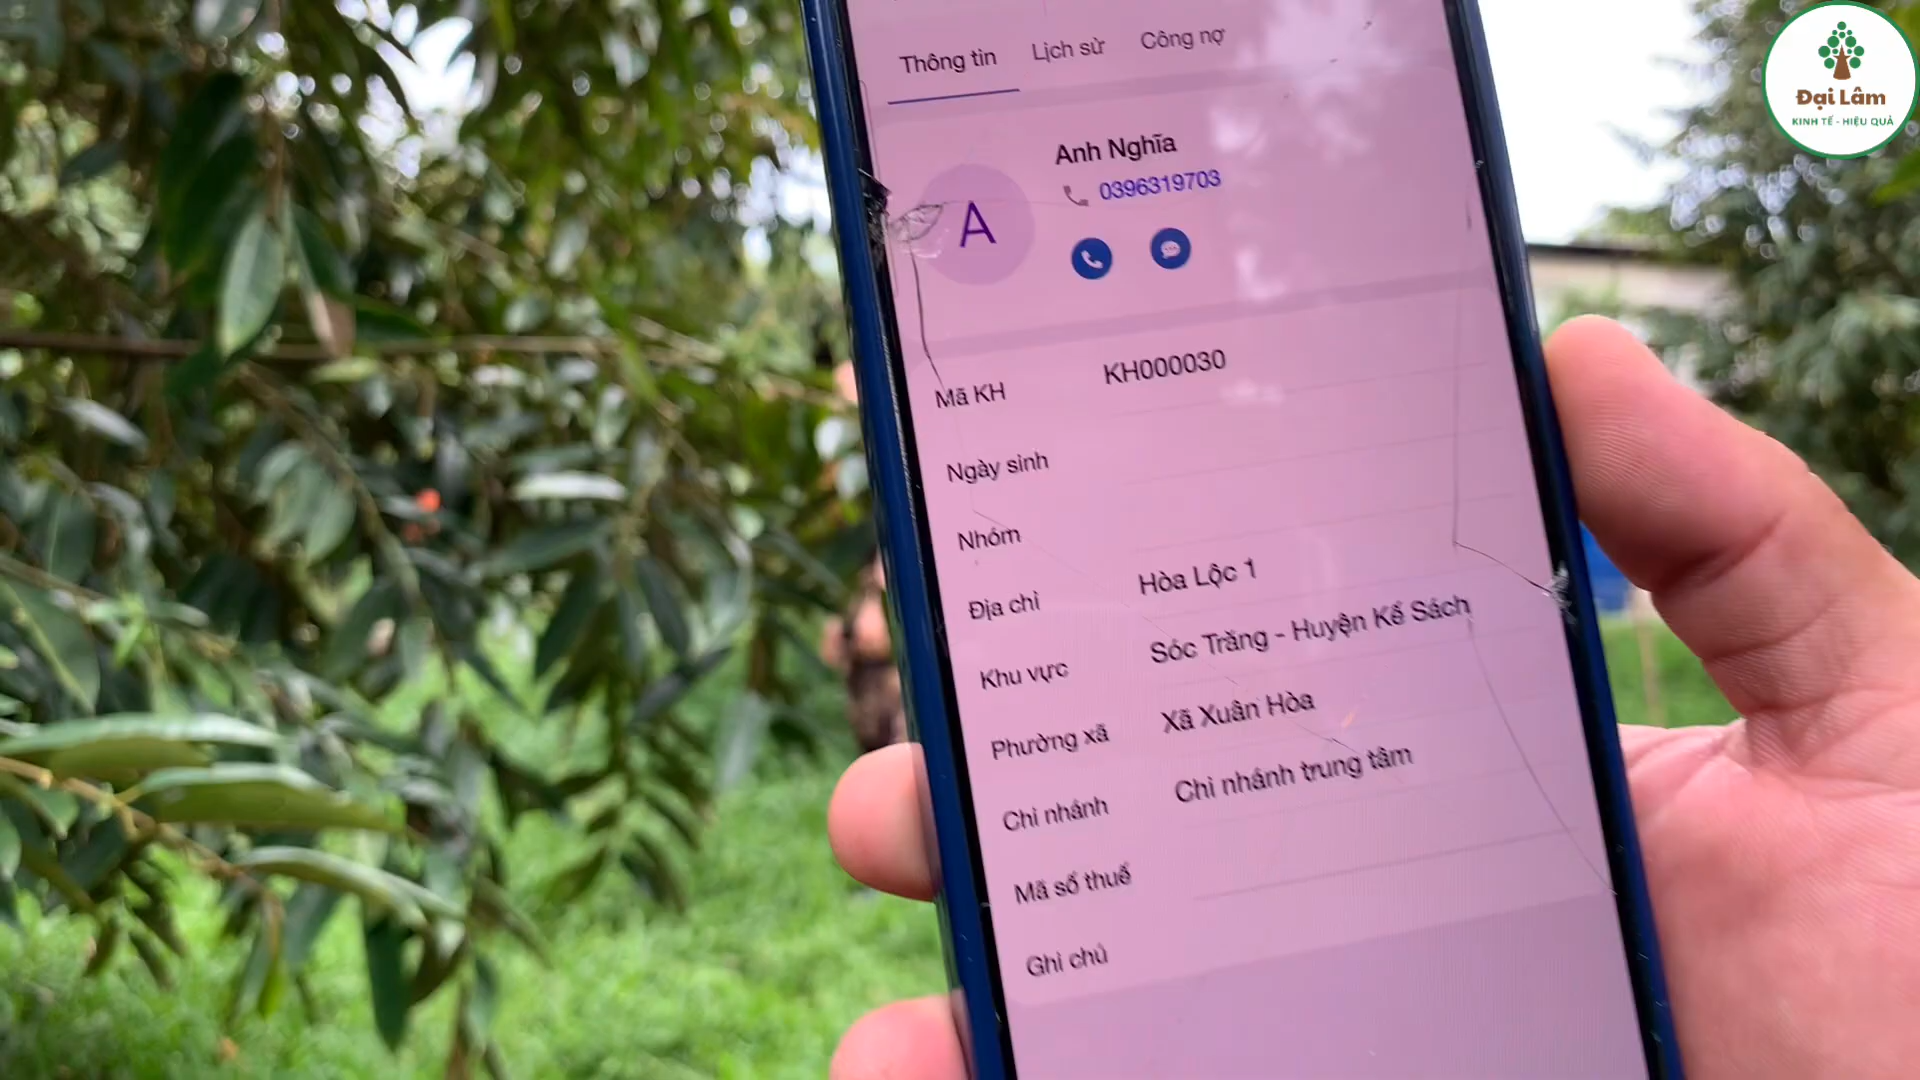 Thông tin Lịch sử Công nợ
Anh Nghĩa
0396319703
A
Mã KH KH000030
Ngày sinh
Nhóm
Địa chỉ Hòa Lộc 1
Khu vực Sóc Trăng - Huyện Kế Sách
Phường xã Xã Xuân Hòa
Chi nhánh Chi nhánh trung tâm
Mã số thuế
Ghi chú
Đại Lâm
KINH TẾ - HIỆU QUẢ